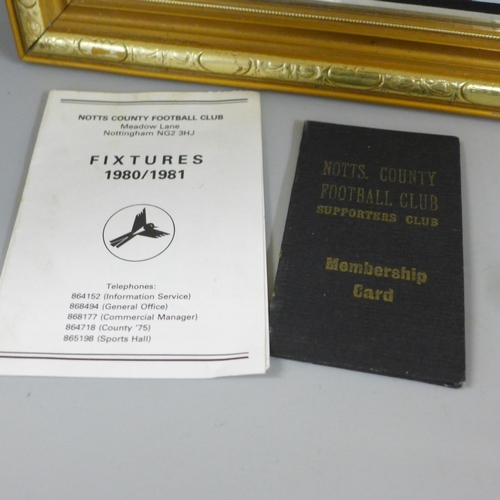 NOTTS COUNTY FOOTBALL CLUB
Meadow Lane
Nottingham NG2 3HJ
FIXTURES
1980/1981
Telephones:
864152 (Information Service)
868494 (General Office)
868177 (Commercial Manager)
864718 (County '75)
865198 (Sports Hall)
NOTTS. COUNTY
FOOTBALL CLUB
SUPPORTERS CLUB
Membership
Card